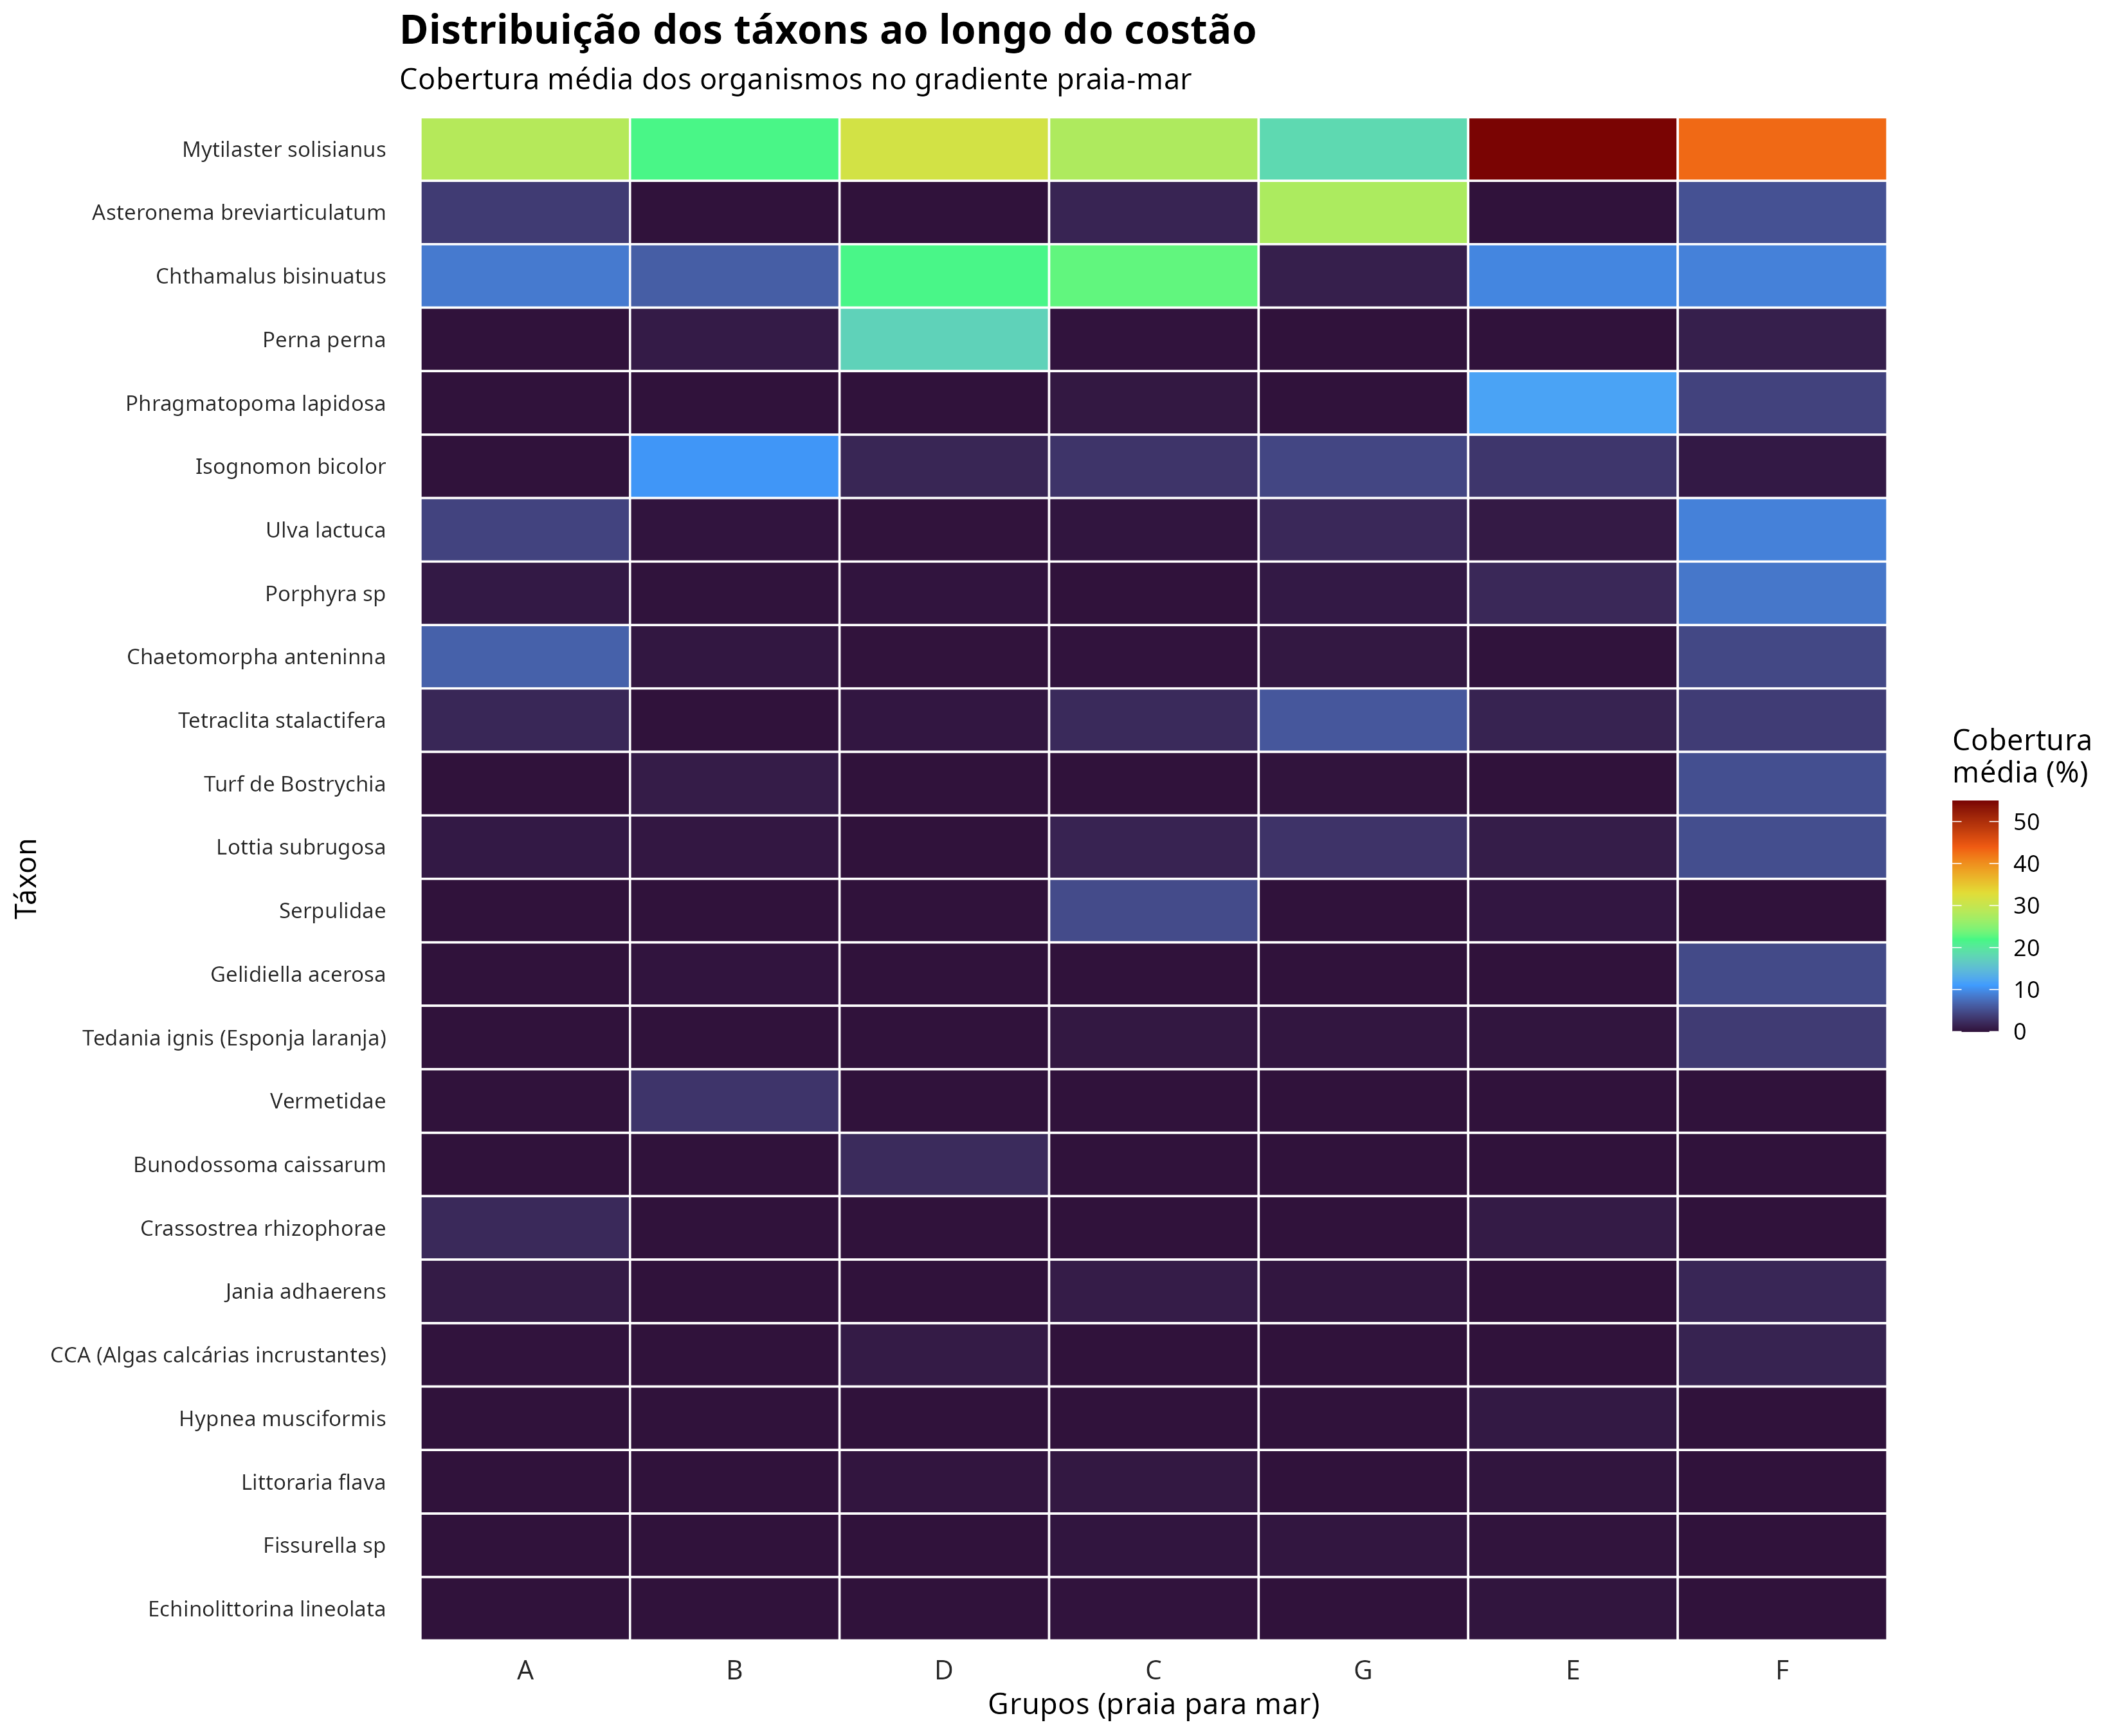 Distribuição dos táxons ao longo do costão
Cobertura média dos organismos no gradiente praia-mar
Táxon
Mytilaster solisianus
Asteronema breviarticulatum
Chthamalus bisinuatus
Perna perna
Phragmatopoma lapidosa
Isognomon bicolor
Ulva lactuca
Porphyra sp
Chaetomorpha anteninna
Tetraclita stalactifera
Turf de Bostrychia
Lottia subrugosa
Serpulidae
Gelidiella acerosa
Tedania ignis (Esponja laranja)
Vermetidae
Bunodossoma caissarum
Crassostrea rhizophorae
Jania adhaerens
CCA (Algas calcárias incrustantes)
Hypnea musciformis
Littoraria flava
Fissurella sp
Echinolittorina lineolata
A B D C G E F
Grupos (praia para mar)
Cobertura
média (%)
50
40
30
20
10
0